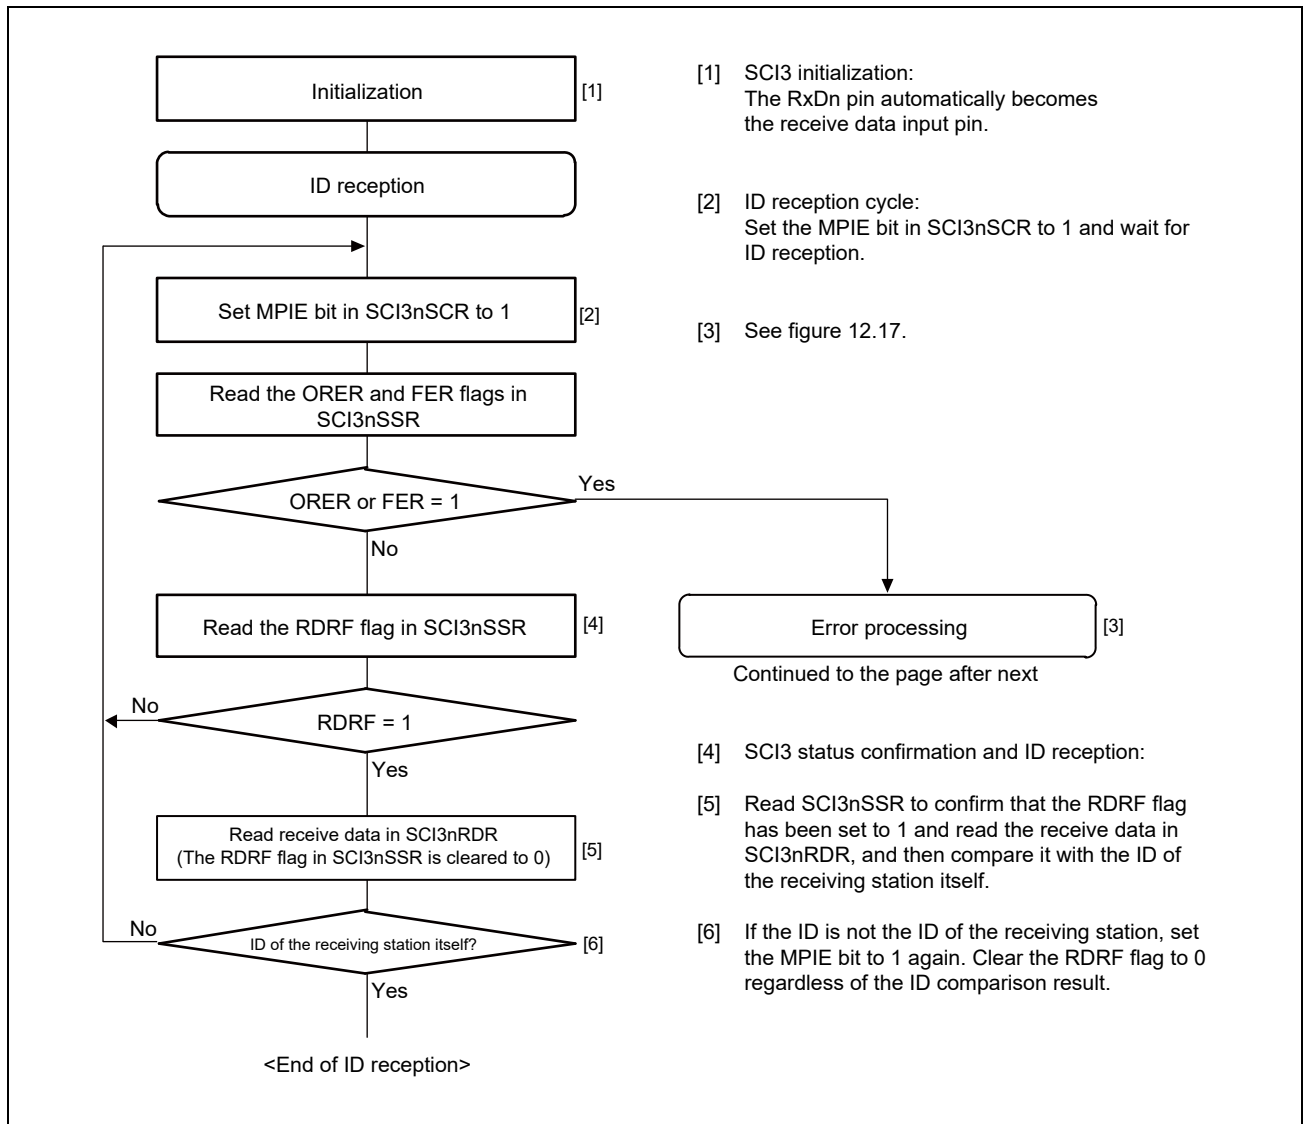 Initialization
[1]
ID reception
Set MPIE bit in SCI3nSCR to 1
[2]
Read the ORER and FER flags in
SCI3nSSR
ORER or FER = 1
Yes
No
Read the RDRF flag in SCI3nSSR
[4]
Error processing
[3]
Continued to the page after next
No
RDRF = 1
Yes
Read receive data in SCI3nRDR
(The RDRF flag in SCI3nSSR is cleared to 0)
[5]
No
ID of the receiving station itself?
[6]
Yes
<End of ID reception>
[1] SCI3 initialization:
The RxDn pin automatically becomes
the receive data input pin.
[2] ID reception cycle:
Set the MPIE bit in SCI3nSCR to 1 and wait for
ID reception.
[3] See figure 12.17.
[4] SCI3 status confirmation and ID reception:
[5] Read SCI3nSSR to confirm that the RDRF flag
has been set to 1 and read the receive data in
SCI3nRDR, and then compare it with the ID of
the receiving station itself.
[6] If the ID is not the ID of the receiving station, set
the MPIE bit to 1 again. Clear the RDRF flag to 0
regardless of the ID comparison result.